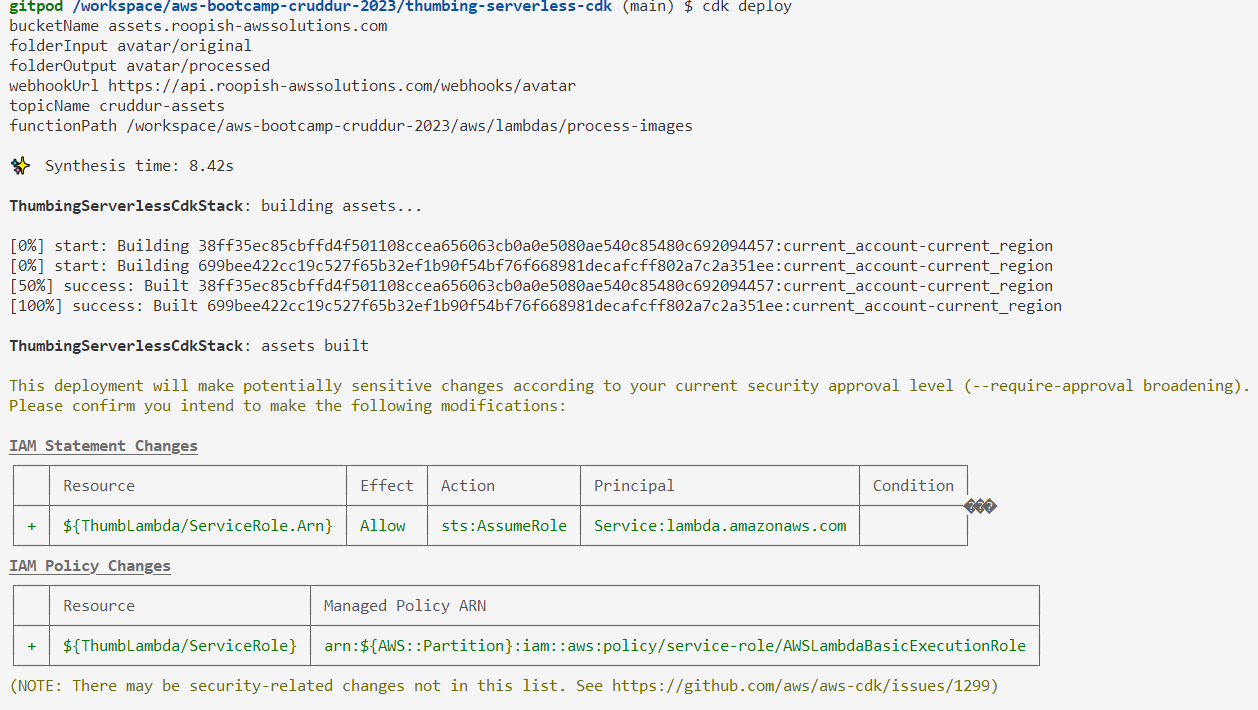 gitpod /workspace/aws-bootcamp-cruddur-2023/thumbing-serverless-cdk (main) $ cdk deploy
bucketName assets.roopish-awssolutions.com
folderInput avatar/original
folderOutput avatar/processed
webhookUrl https://api.roopish-awssolutions.com/webhooks/avatar
topicName cruddur-assets
functionPath /workspace/aws-bootcamp-cruddur-2023/aws/lambdas/process-images
✨ Synthesis time: 8.42s
ThumbingServerlessCdkStack: building assets...
[0%] start: Building 38ff35ec85cbffd4f501108ccea656063cb0a0e5080ae540c85480c692094457:current_account-current_region
[0%] start: Building 699bee422cc19c527f65b32ef1b90f54bf76f668981decafcff802a7c2a351ee:current_account-current_region
[50%] success: Built 38ff35ec85cbffd4f501108ccea656063cb0a0e5080ae540c85480c692094457:current_account-current_region
[100%] success: Built 699bee422cc19c527f65b32ef1b90f54bf76f668981decafcff802a7c2a351ee:current_account-current_region
ThumbingServerlessCdkStack: assets built
This deployment will make potentially sensitive changes according to your current security approval level (--require-approval broadening).
Please confirm you intend to make the following modifications:
IAM Statement Changes
Resource Effect Action Principal Condition
���
+ ${ThumbLambda/ServiceRole.Arn} Allow sts:AssumeRole Service:lambda.amazonaws.com
IAM Policy Changes
Resource Managed Policy ARN
+ ${ThumbLambda/ServiceRole} arn:${AWS::Partition}:iam::aws:policy/service-role/AWSLambdaBasicExecutionRole
(NOTE: There may be security-related changes not in this list. See https://github.com/aws/aws-cdk/issues/1299)